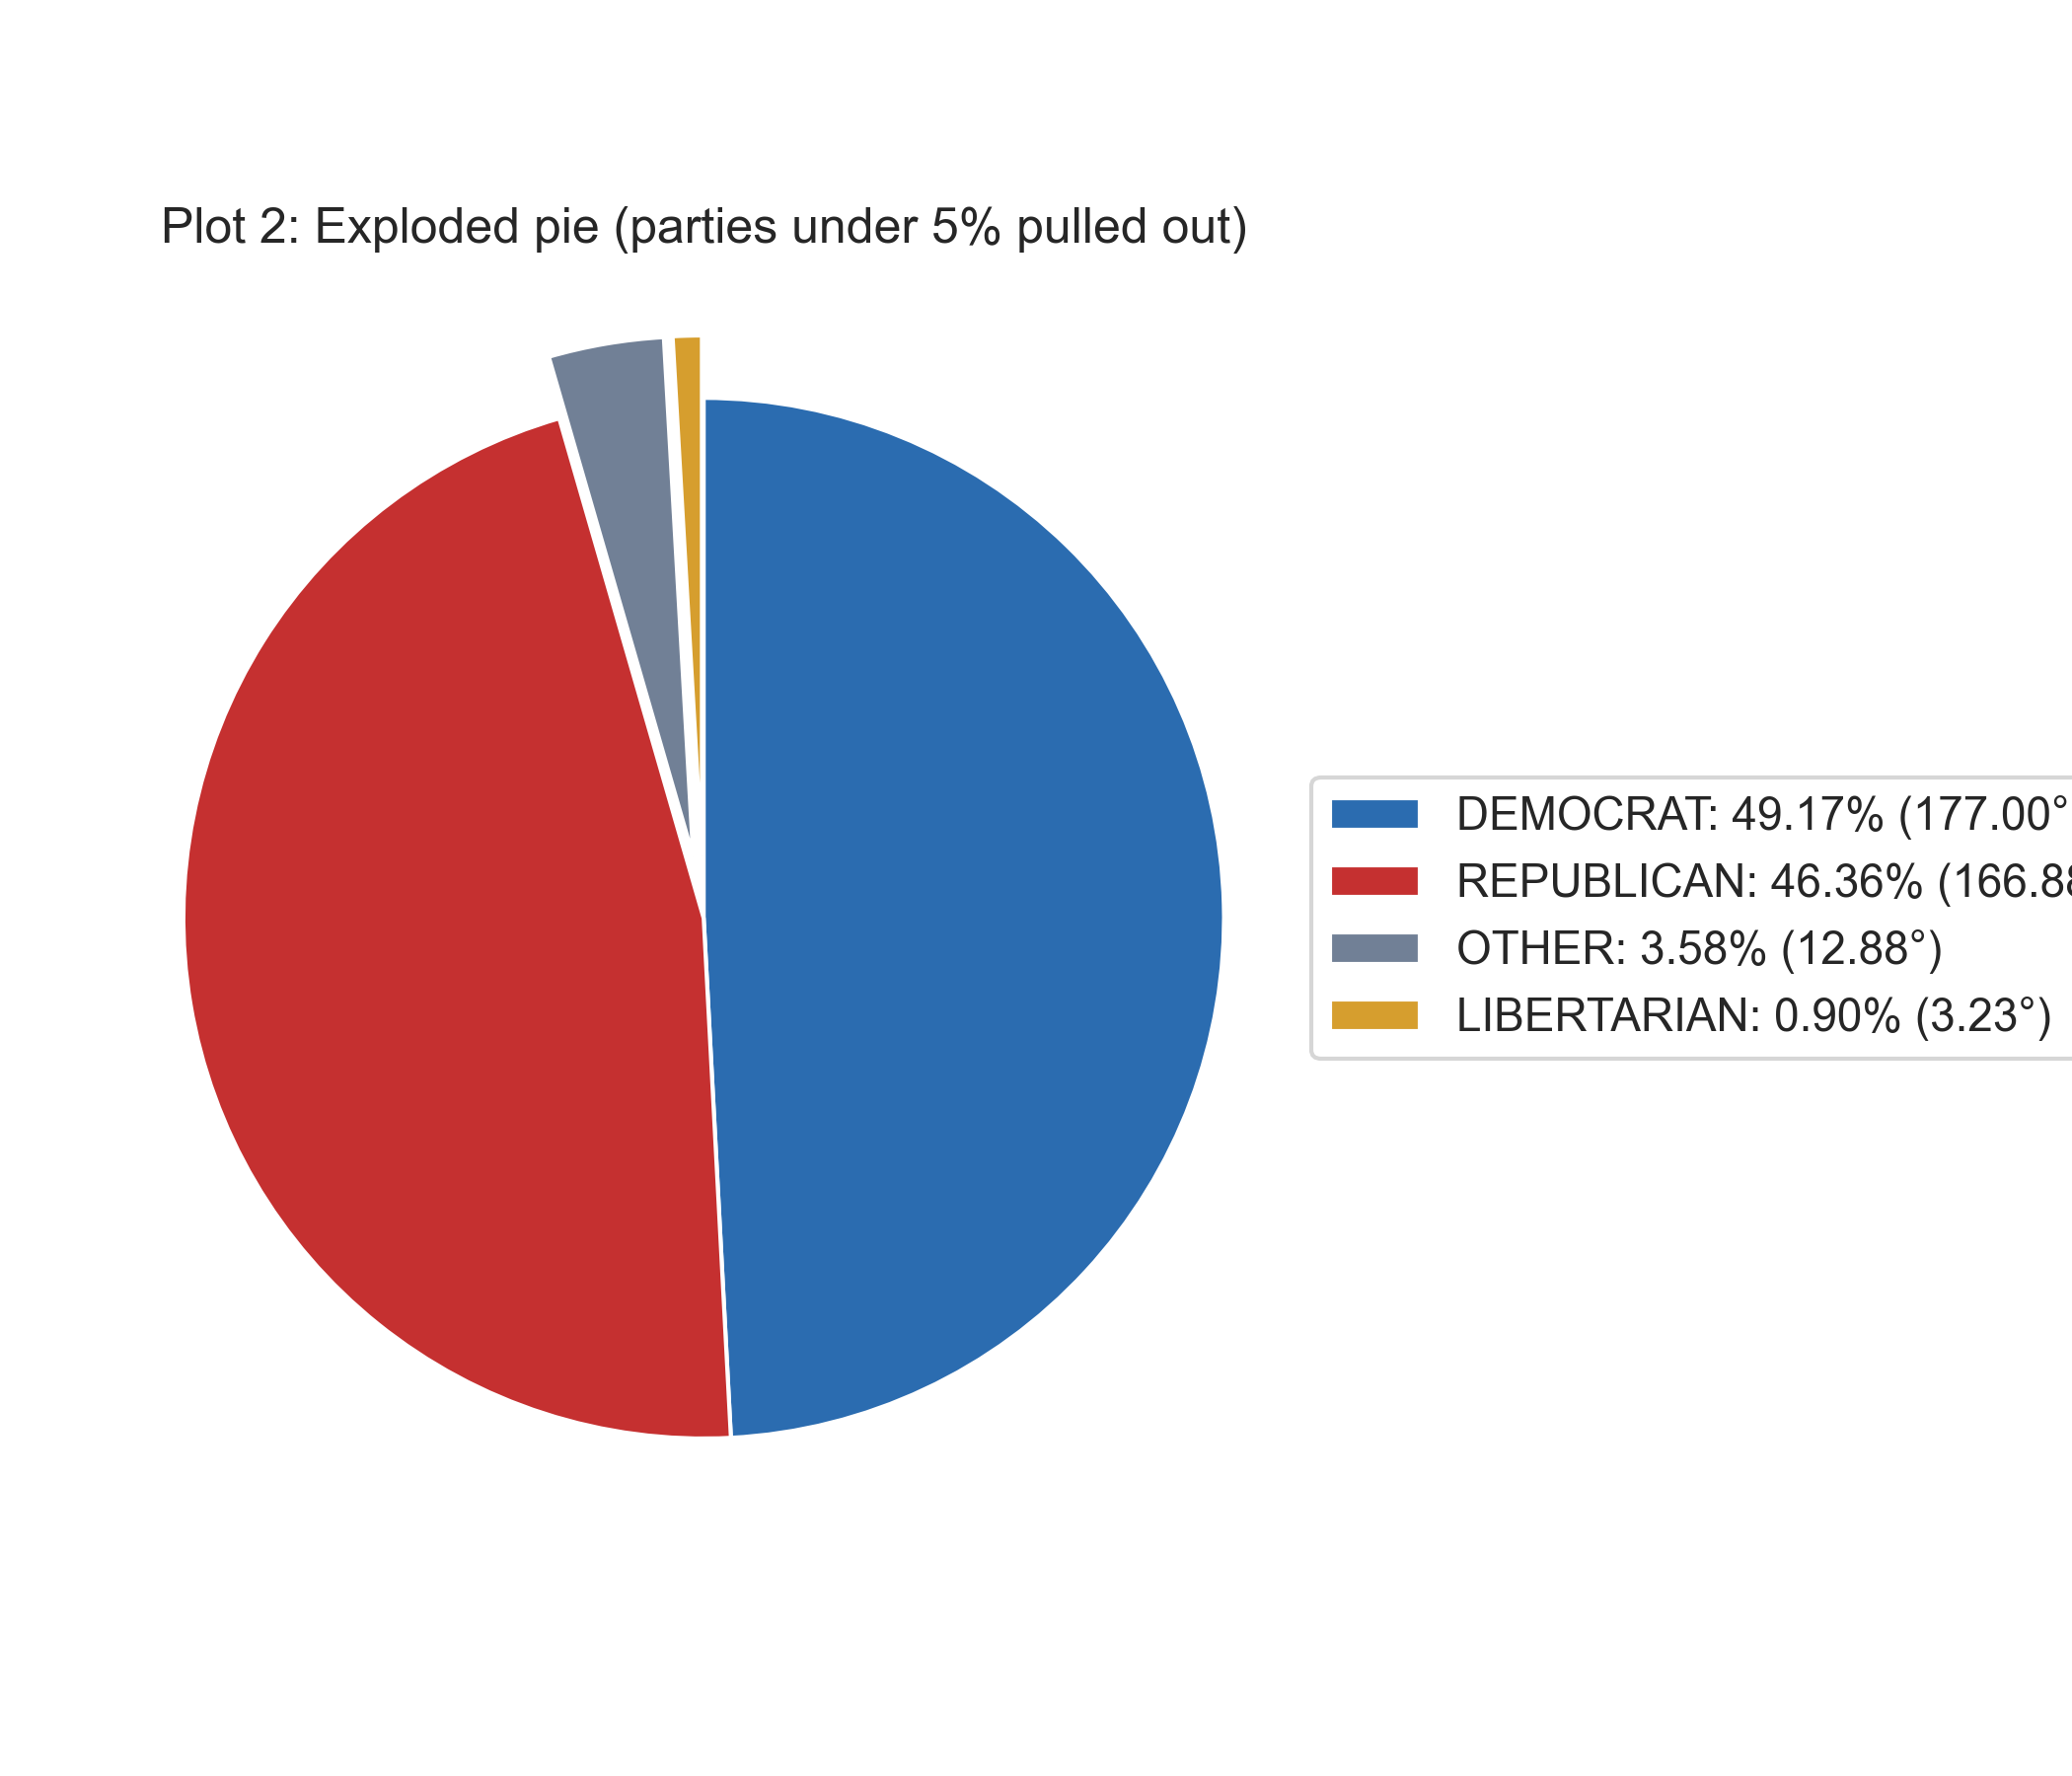 Plot 2: Exploded pie (parties under 5% pulled out)
DEMOCRAT: 49.17% (177.00°
REPUBLICAN: 46.36% (166.88
OTHER: 3.58% (12.88°)
LIBERTARIAN: 0.90% (3.23°)